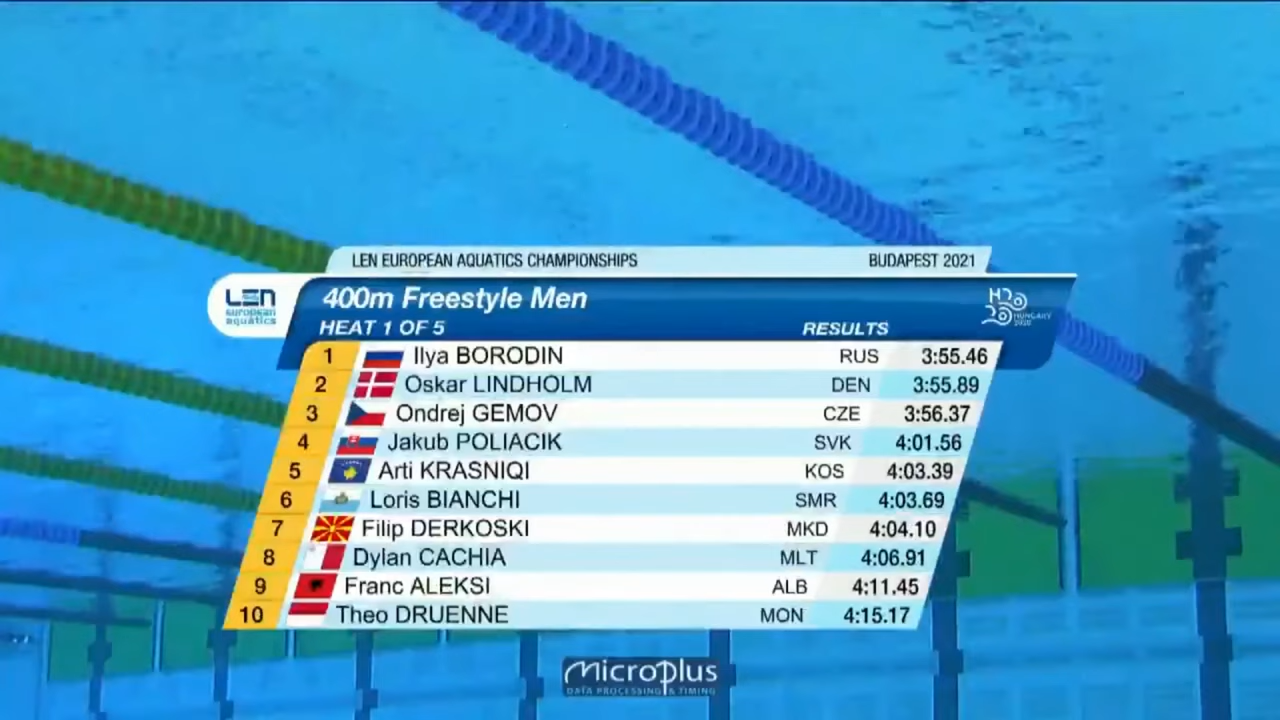 LEN EUROPEAN AQUATICS CHAMPIONSHIPS BUDAPEST 2021
LEN
european
aquatics
400m Freestyle Men
HEAT 1 OF 5 RESULTS
H2O
HUNGARY
2020
1 Ilya BORODIN RUS 3:55.46
2 Oskar LINDHOLM DEN 3:55.89
3 Ondrej GEMOV CZE 3:56.37
4 Jakub POLIACIK SVK 4:01.56
5 Arti KRASNIQI KOS 4:03.39
6 Loris BIANCHI SMR 4:03.69
7 Filip DERKOSKI MKD 4:04.10
8 Dylan CACHIA MLT 4:06.91
9 Franc ALEKSI ALB 4:11.45
10 Theo DRUENNE MON 4:15.17
Microplus
DATA PROCESSING & TIMING